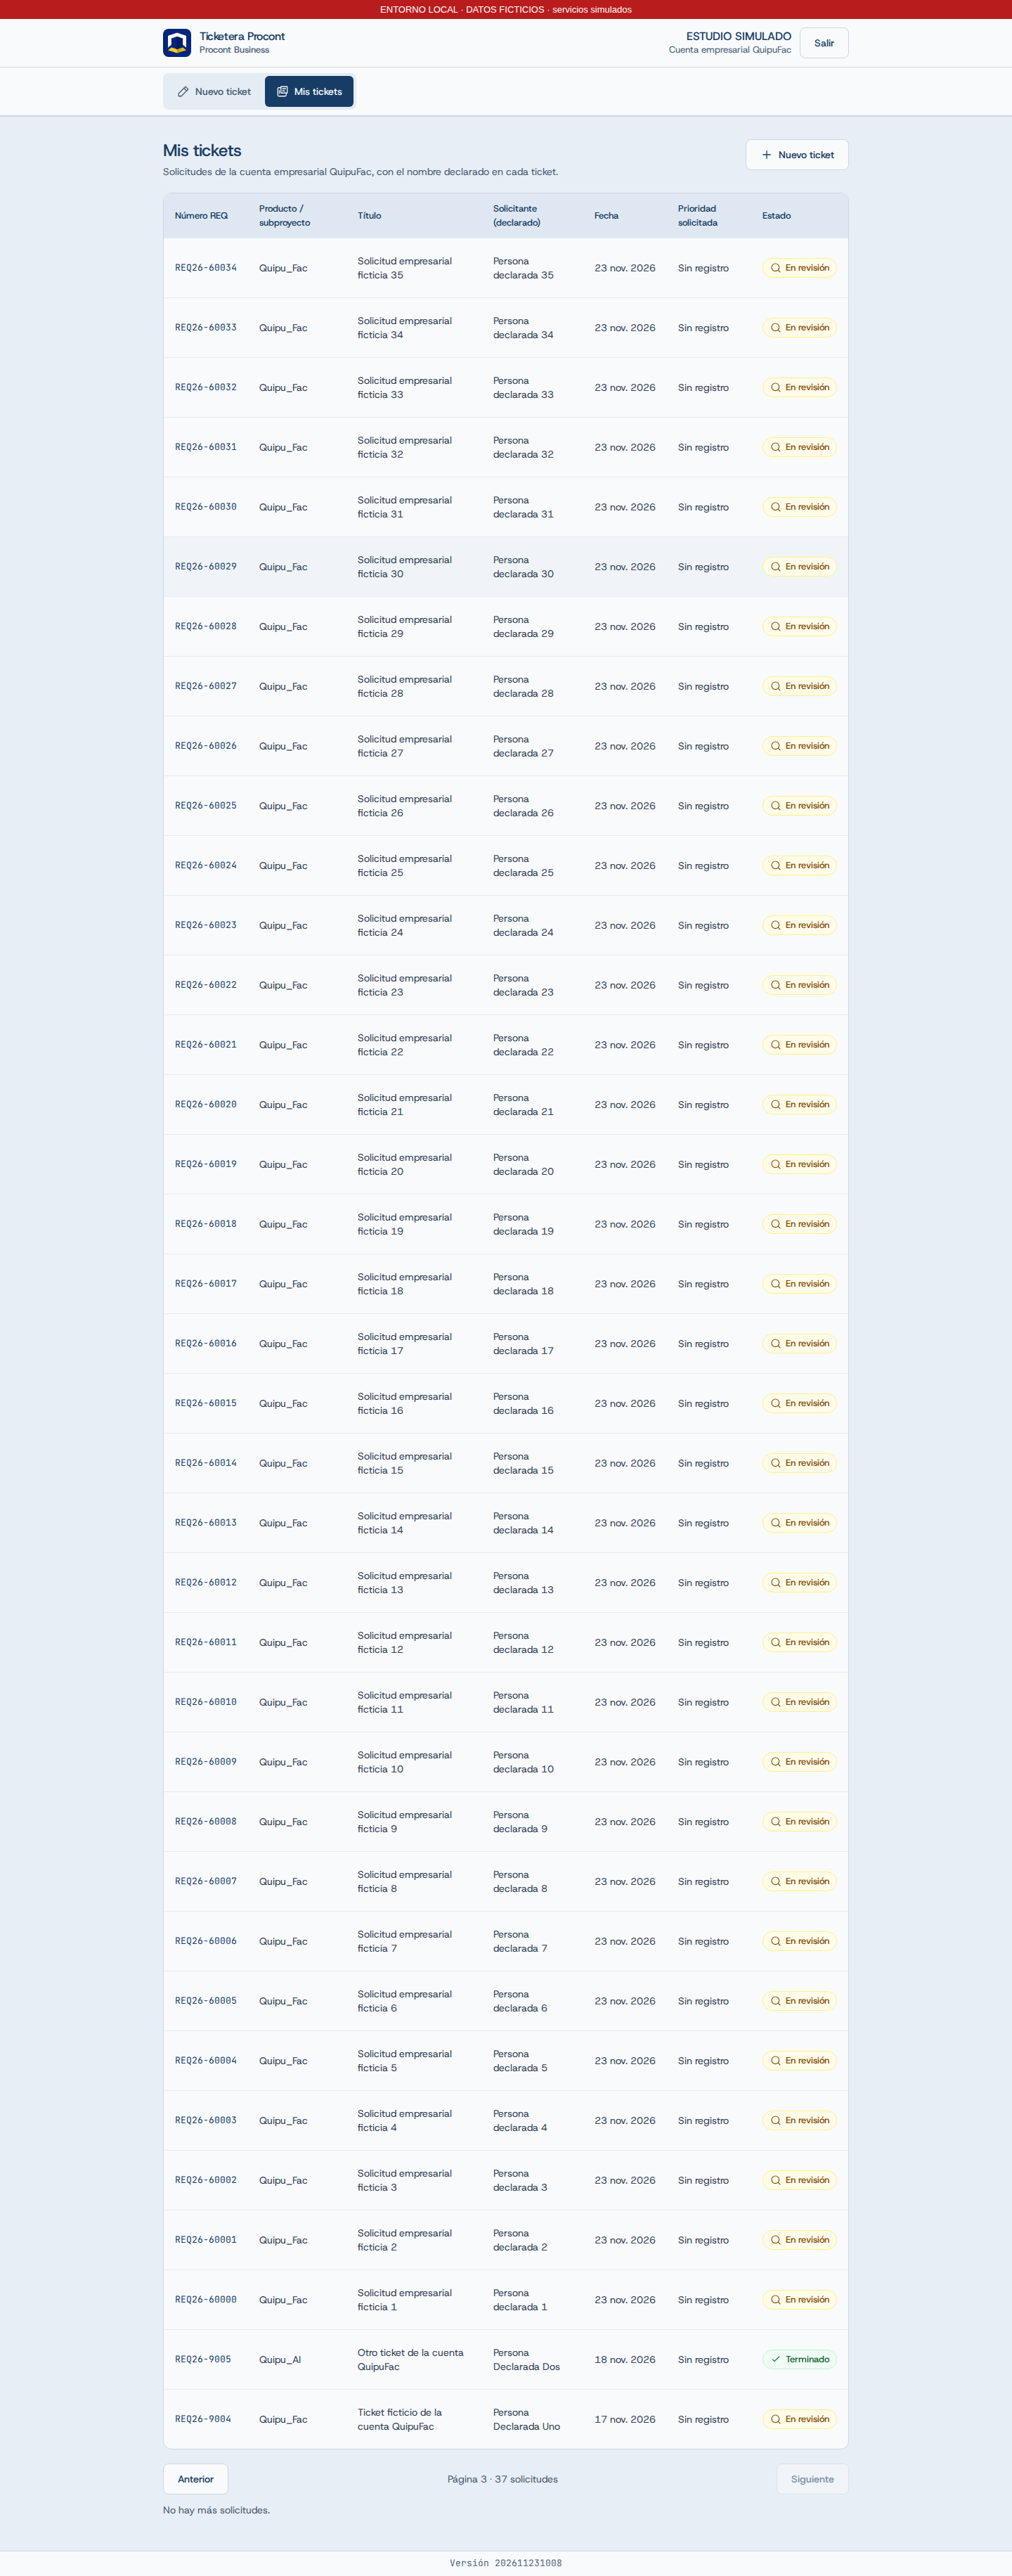 ENTORNO LOCAL · DATOS FICTICIOS · servicios simulados
Ticketera Procont
Procont Business
ESTUDIO SIMULADO
Cuenta empresarial QuipuFac
Salir
Nuevo ticket
Mis tickets
Mis tickets
Solicitudes de la cuenta empresarial QuipuFac, con el nombre declarado en cada ticket.
Nuevo ticket
Número REQ Producto / subproyecto Título Solicitante (declarado) Fecha Prioridad solicitada Estado
REQ26-60034 Quipu_Fac Solicitud empresarial ficticia 35 Persona declarada 35 23 nov. 2026 Sin registro En revisión
REQ26-60033 Quipu_Fac Solicitud empresarial ficticia 34 Persona declarada 34 23 nov. 2026 Sin registro En revisión
REQ26-60032 Quipu_Fac Solicitud empresarial ficticia 33 Persona declarada 33 23 nov. 2026 Sin registro En revisión
REQ26-60031 Quipu_Fac Solicitud empresarial ficticia 32 Persona declarada 32 23 nov. 2026 Sin registro En revisión
REQ26-60030 Quipu_Fac Solicitud empresarial ficticia 31 Persona declarada 31 23 nov. 2026 Sin registro En revisión
REQ26-60029 Quipu_Fac Solicitud empresarial ficticia 30 Persona declarada 30 23 nov. 2026 Sin registro En revisión
REQ26-60028 Quipu_Fac Solicitud empresarial ficticia 29 Persona declarada 29 23 nov. 2026 Sin registro En revisión
REQ26-60027 Quipu_Fac Solicitud empresarial ficticia 28 Persona declarada 28 23 nov. 2026 Sin registro En revisión
REQ26-60026 Quipu_Fac Solicitud empresarial ficticia 27 Persona declarada 27 23 nov. 2026 Sin registro En revisión
REQ26-60025 Quipu_Fac Solicitud empresarial ficticia 26 Persona declarada 26 23 nov. 2026 Sin registro En revisión
REQ26-60024 Quipu_Fac Solicitud empresarial ficticia 25 Persona declarada 25 23 nov. 2026 Sin registro En revisión
REQ26-60023 Quipu_Fac Solicitud empresarial ficticia 24 Persona declarada 24 23 nov. 2026 Sin registro En revisión
REQ26-60022 Quipu_Fac Solicitud empresarial ficticia 23 Persona declarada 23 23 nov. 2026 Sin registro En revisión
REQ26-60021 Quipu_Fac Solicitud empresarial ficticia 22 Persona declarada 22 23 nov. 2026 Sin registro En revisión
REQ26-60020 Quipu_Fac Solicitud empresarial ficticia 21 Persona declarada 21 23 nov. 2026 Sin registro En revisión
REQ26-60019 Quipu_Fac Solicitud empresarial ficticia 20 Persona declarada 20 23 nov. 2026 Sin registro En revisión
REQ26-60018 Quipu_Fac Solicitud empresarial ficticia 19 Persona declarada 19 23 nov. 2026 Sin registro En revisión
REQ26-60017 Quipu_Fac Solicitud empresarial ficticia 18 Persona declarada 18 23 nov. 2026 Sin registro En revisión
REQ26-60016 Quipu_Fac Solicitud empresarial ficticia 17 Persona declarada 17 23 nov. 2026 Sin registro En revisión
REQ26-60015 Quipu_Fac Solicitud empresarial ficticia 16 Persona declarada 16 23 nov. 2026 Sin registro En revisión
REQ26-60014 Quipu_Fac Solicitud empresarial ficticia 15 Persona declarada 15 23 nov. 2026 Sin registro En revisión
REQ26-60013 Quipu_Fac Solicitud empresarial ficticia 14 Persona declarada 14 23 nov. 2026 Sin registro En revisión
REQ26-60012 Quipu_Fac Solicitud empresarial ficticia 13 Persona declarada 13 23 nov. 2026 Sin registro En revisión
REQ26-60011 Quipu_Fac Solicitud empresarial ficticia 12 Persona declarada 12 23 nov. 2026 Sin registro En revisión
REQ26-60010 Quipu_Fac Solicitud empresarial ficticia 11 Persona declarada 11 23 nov. 2026 Sin registro En revisión
REQ26-60009 Quipu_Fac Solicitud empresarial ficticia 10 Persona declarada 10 23 nov. 2026 Sin registro En revisión
REQ26-60008 Quipu_Fac Solicitud empresarial ficticia 9 Persona declarada 9 23 nov. 2026 Sin registro En revisión
REQ26-60007 Quipu_Fac Solicitud empresarial ficticia 8 Persona declarada 8 23 nov. 2026 Sin registro En revisión
REQ26-60006 Quipu_Fac Solicitud empresarial ficticia 7 Persona declarada 7 23 nov. 2026 Sin registro En revisión
REQ26-60005 Quipu_Fac Solicitud empresarial ficticia 6 Persona declarada 6 23 nov. 2026 Sin registro En revisión
REQ26-60004 Quipu_Fac Solicitud empresarial ficticia 5 Persona declarada 5 23 nov. 2026 Sin registro En revisión
REQ26-60003 Quipu_Fac Solicitud empresarial ficticia 4 Persona declarada 4 23 nov. 2026 Sin registro En revisión
REQ26-60002 Quipu_Fac Solicitud empresarial ficticia 3 Persona declarada 3 23 nov. 2026 Sin registro En revisión
REQ26-60001 Quipu_Fac Solicitud empresarial ficticia 2 Persona declarada 2 23 nov. 2026 Sin registro En revisión
REQ26-60000 Quipu_Fac Solicitud empresarial ficticia 1 Persona declarada 1 23 nov. 2026 Sin registro En revisión
REQ26-9005 Quipu_AI Otro ticket de la cuenta QuipuFac Persona Declarada Dos 18 nov. 2026 Sin registro Terminado
REQ26-9004 Quipu_Fac Ticket ficticio de la cuenta QuipuFac Persona Declarada Uno 17 nov. 2026 Sin registro En revisión
Anterior
Página 3 · 37 solicitudes
Siguiente
No hay más solicitudes.
Versión 202611231008